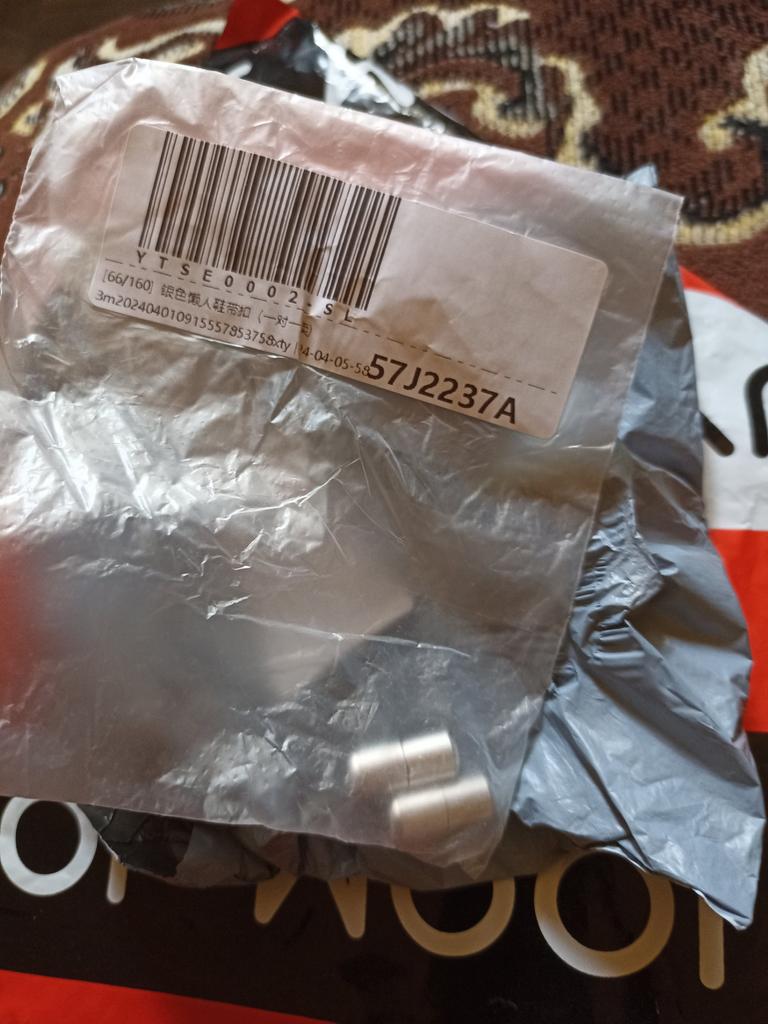 YTSE0002-SL
[66/160] 银色懒人鞋带扣 (一对一包)
3m202404010915557853758xty 24-04-05-58
57J2237A